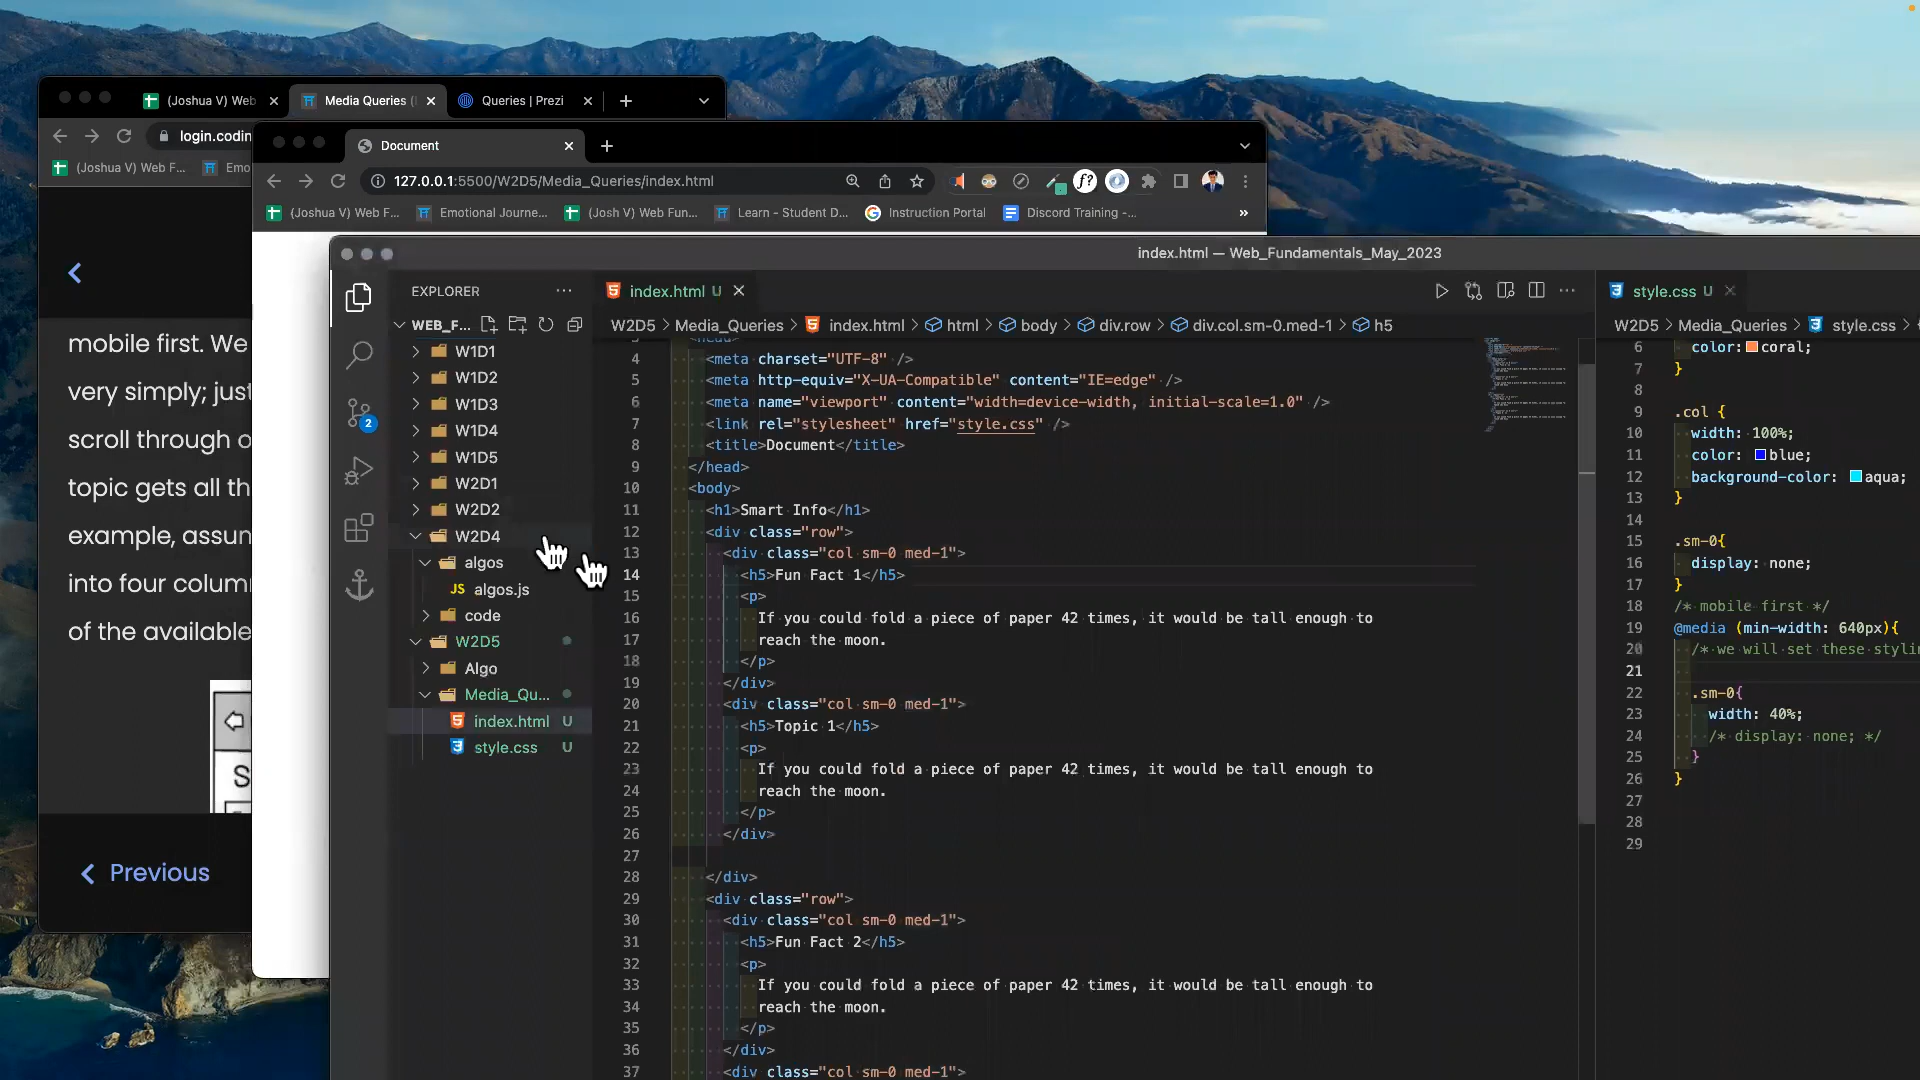 (Joshua V) Web
Media Queries (
Queries | Prezi
login.codin
(Joshua V) Web F...
Emo
mobile first. We
very simply; just
scroll through o
topic gets all th
example, assum
into four colum
of the available
S
Previous
Document
127.0.0.1:5500/W2D5/Media_Queries/index.html
(Joshua V) Web F...
Emotional Journe...
(Josh V) Web Fun...
Learn - Student D...
Instruction Portal
Discord Training -...
»
index.html — Web_Fundamentals_May_2023
EXPLORER
WEB_F...
W1D1
W1D2
W1D3
W1D4
W1D5
W2D1
W2D2
W2D4
algos
JS algos.js
code
W2D5
Algo
Media_Qu...
index.html U
style.css U
2
index.html U
W2D5 > Media_Queries > index.html > html > body > div.row > div.col.sm-0.med-1 > h5
3 <head>
4 <meta charset="UTF-8" />
5 <meta http-equiv="X-UA-Compatible" content="IE=edge" />
6 <meta name="viewport" content="width=device-width, initial-scale=1.0" />
7 <link rel="stylesheet" href="style.css" />
8 <title>Document</title>
9 </head>
10 <body>
11 <h1>Smart Info</h1>
12 <div class="row">
13 <div class="col sm-0 med-1">
14 <h5>Fun Fact 1</h5>
15 <p>
16 If you could fold a piece of paper 42 times, it would be tall enough to
17 reach the moon.
18 </p>
19 </div>
20 <div class="col sm-0 med-1">
21 <h5>Topic 1</h5>
22 <p>
23 If you could fold a piece of paper 42 times, it would be tall enough to
24 reach the moon.
25 </p>
26 </div>
27
28 </div>
29 <div class="row">
30 <div class="col sm-0 med-1">
31 <h5>Fun Fact 2</h5>
32 <p>
33 If you could fold a piece of paper 42 times, it would be tall enough to
34 reach the moon.
35 </p>
36 </div>
37 <div class="col sm-0 med-1">
style.css U
W2D5 > Media_Queries > style.css >
6 color: coral;
7 }
8
9 .col {
10 width: 100%;
11 color: blue;
12 background-color: aqua;
13 }
14
15 .sm-0{
16 display: none;
17 }
18 /* mobile first */
19 @media (min-width: 640px){
20 /* we will set these stylin
21
22 .sm-0{
23 width: 40%;
24 /* display: none; */
25 }
26 }
27
28
29